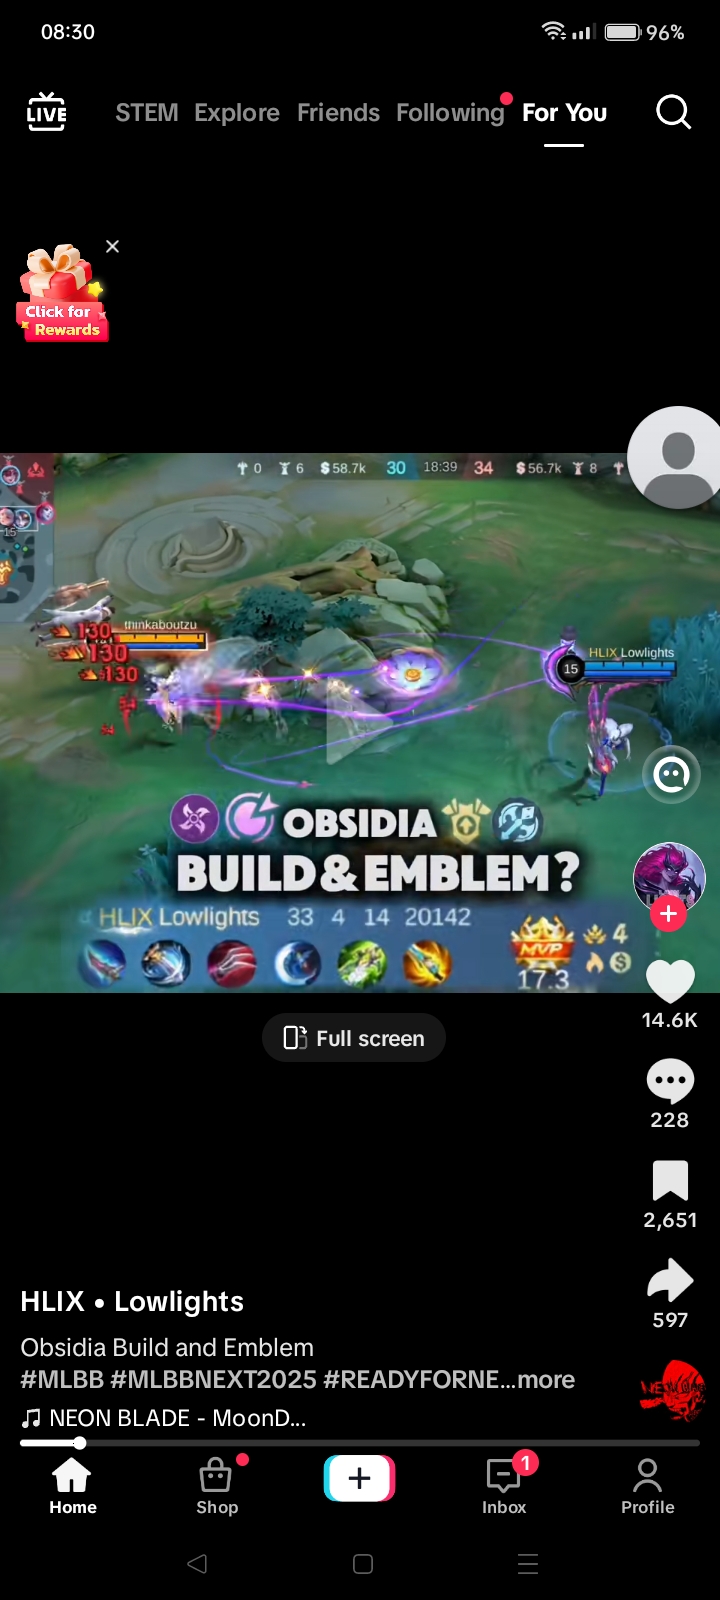 08:30
96%
LIVE
STEM Explore Friends Following For You
Click for
Rewards
0 6 $58.7k 30 18:39 34 $56.7k 8
15
thinkaboutzu
130
130
130
HLIX Lowlights
15
OBSIDIA
BUILD & EMBLEM?
HLIX Lowlights 33 4 14 20142
MVP
17.3
4
Full screen
14.6K
228
2,651
597
HLIX • Lowlights
Obsidia Build and Emblem
#MLBB #MLBBNEXT2025 #READYFORNE...more
NEON BLADE - MoonD...
Home
Shop
1
Inbox
Profile